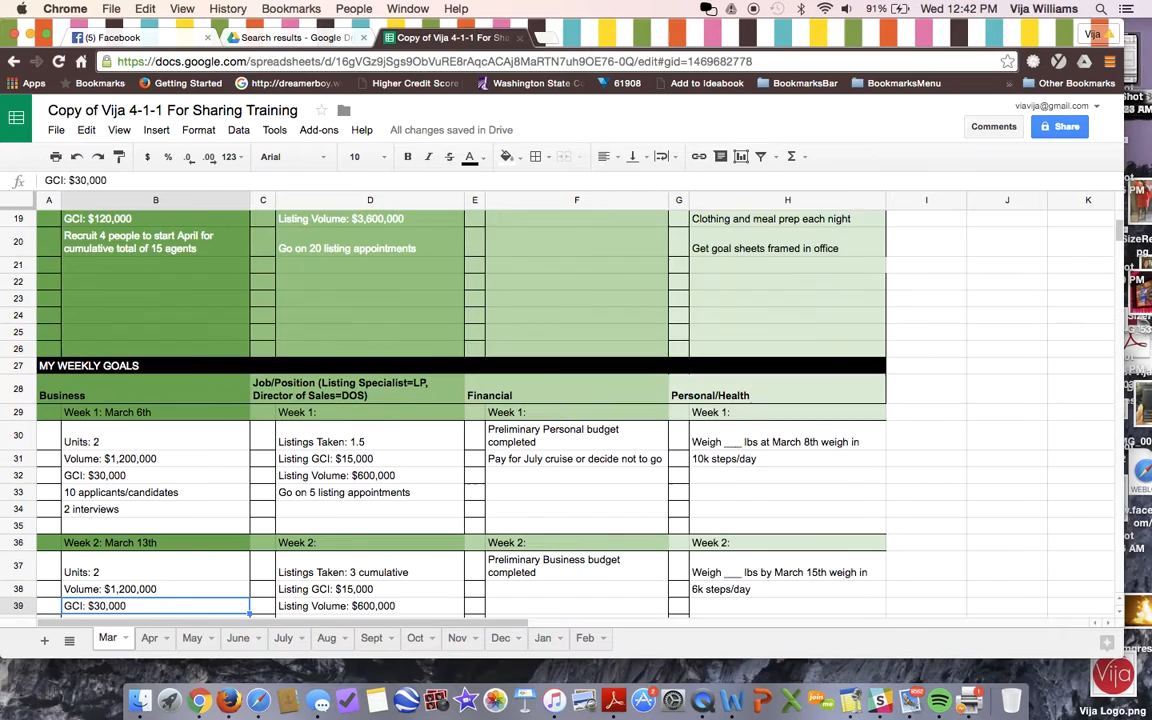 Chrome File Edit View History Bookmarks People Window Help 91% Wed 12:42 PM Vija Williams
(5) Facebook × Search results - Google D × Copy of Vija 4-1-1 For Sha × Vija
https://docs.google.com/spreadsheets/d/16gVGz9jSgs9ObVuRE8rAqcACAj8MaRTN7uh9OE76-0Q/edit#gid=1469682778
Apps Bookmarks Getting Started http://dreamerboy. Higher Credit Score Washington State Co 61908 Add to Ideabook BookmarksBar BookmarksMenu » Other Bookmarks
Copy of Vija 4-1-1 For Sharing Training
viavija@gmail.com
File Edit View Insert Format Data Tools Add-ons Help All changes saved in Drive
Comments Share
$ % .0 .00 123 Arial 10 B I S A Σ
fx GCI: $30,000
A B C D E F G H I J K
19 GCI: $120,000 Listing Volume: $3,600,000 Clothing and meal prep each night
20 Recruit 4 people to start April for
cumulative total of 15 agents Go on 20 listing appointments Get goal sheets framed in office
21
22
23
24
25
26
27 MY WEEKLY GOALS
28 Business Job/Position (Listing Specialist=LP,
Director of Sales=DOS) Financial Personal/Health
29 Week 1: March 6th Week 1: Week 1: Week 1:
30 Units: 2 Listings Taken: 1.5 Preliminary Personal budget
completed Weigh ___ lbs at March 8th weigh in
31 Volume: $1,200,000 Listing GCI: $15,000 Pay for July cruise or decide not to go 10k steps/day
32 GCI: $30,000 Listing Volume: $600,000
33 10 applicants/candidates Go on 5 listing appointments
34 2 interviews
35
36 Week 2: March 13th Week 2: Week 2: Week 2:
37 Units: 2 Listings Taken: 3 cumulative Preliminary Business budget
completed Weigh ___ lbs by March 15th weigh in
38 Volume: $1,200,000 Listing GCI: $15,000 6k steps/day
39 GCI: $30,000 Listing Volume: $600,000
+ Mar Apr May June July Aug Sept Oct Nov Dec Jan Feb
Vija
Vija Logo.png